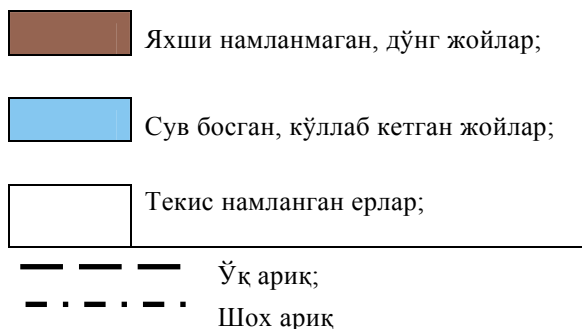 Яхши намланмаган, дўнг жойлар;
Сув босган, кўллаб кетган жойлар;
Текис намланган ерлар;
Ўқ ариқ;
Шох ариқ